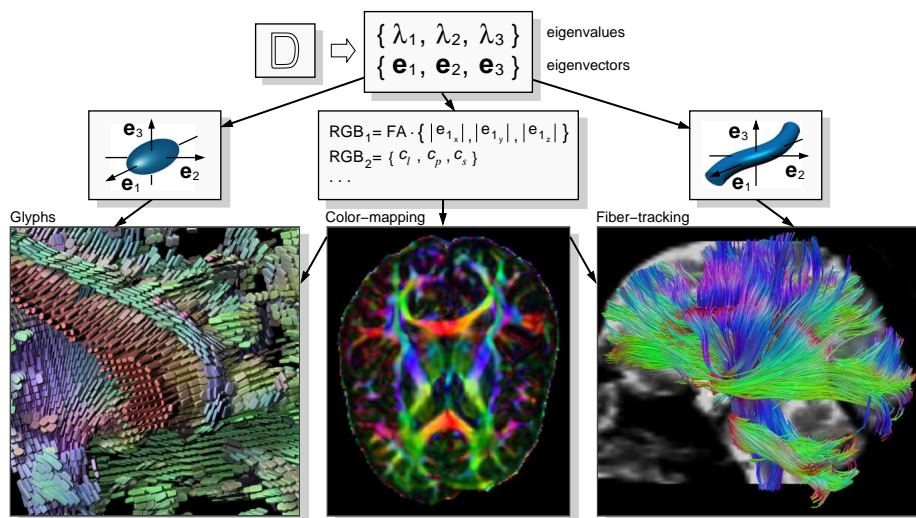 D
{ λ1, λ2, λ3 } eigenvalues
{ e1, e2, e3 } eigenvectors
e3
e1
e2
RGB1= FA · { |e1x| , |e1y| , |e1z| }
RGB2= { cl , cp , cs }
. . .
e3
e1
e2
Glyphs
Color−mapping
Fiber−tracking